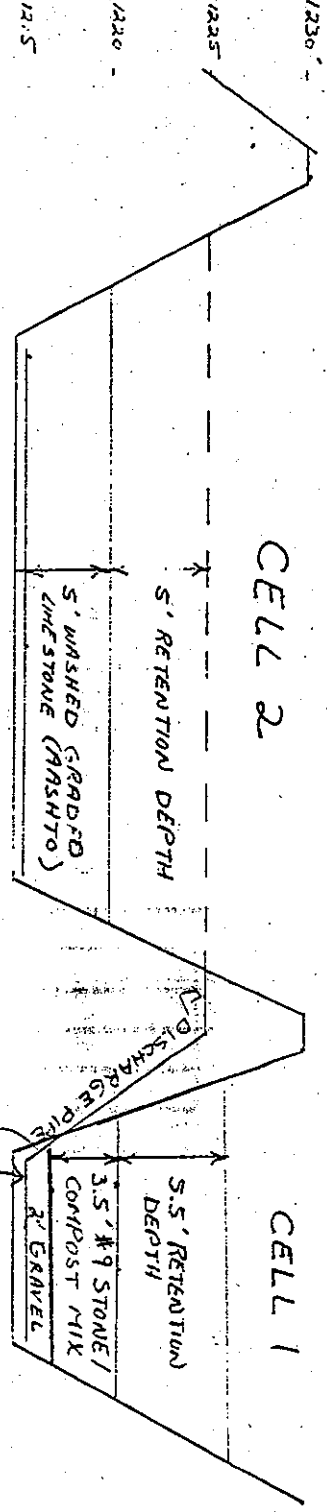 1230'-
1225
1220 -
12.5
CELL 2
5' RETENTION DEPTH
5' WASHED GRADED
LIMESTONE (AASHTO)
DISCHARGE PIPE
CELL 1
5.5' RETENTION
DEPTH
3.5' #9 STONE/
COMPOST MIX
2' GRAVEL